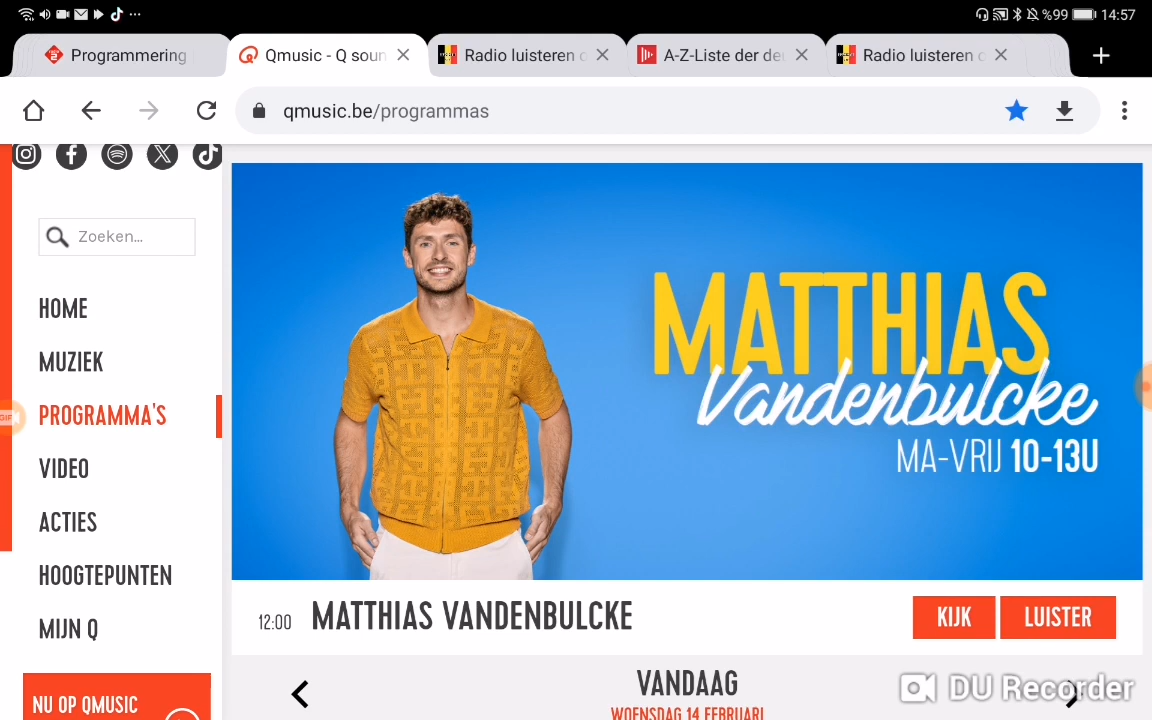 %99 14:57
Programmering
Qmusic - Q soun
Radio luisteren o
A-Z-Liste der deu
Radio luisteren o
qmusic.be/programmas
Zoeken...
HOME
MUZIEK
PROGRAMMA'S
VIDEO
ACTIES
HOOGTEPUNTEN
MIJN Q
NU OP QMUSIC
MATTHIAS
Vandenbulcke
MA-VRIJ 10-13U
12:00 MATTHIAS VANDENBULCKE
KIJK
LUISTER
VANDAAG
WOENSDAG 14 FEBRUARI
DU Recorder
GIF